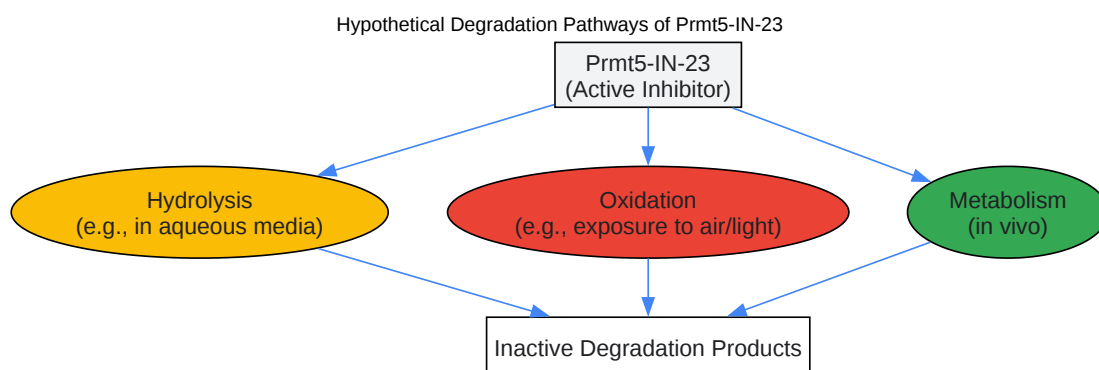 Hypothetical Degradation Pathways of Prmt5-IN-23
Prmt5-IN-23
(Active Inhibitor)
Hydrolysis
(e.g., in aqueous media)
Oxidation
(e.g., exposure to air/light)
Metabolism
(in vivo)
Inactive Degradation Products